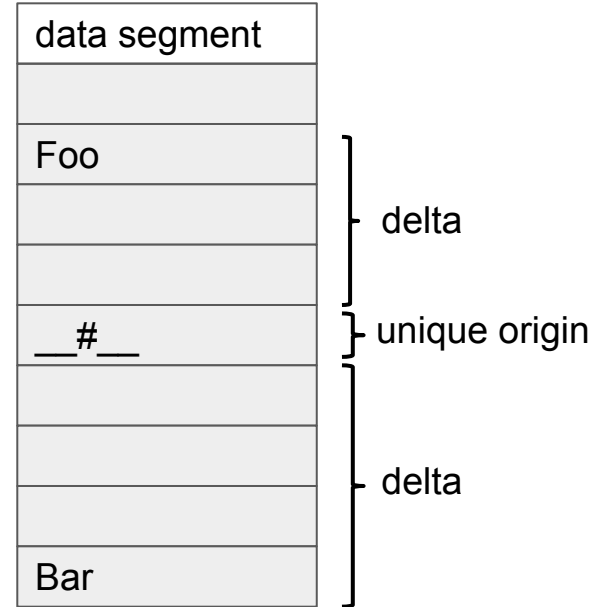 data segment
Foo
delta
__#__
unique origin
delta
Bar